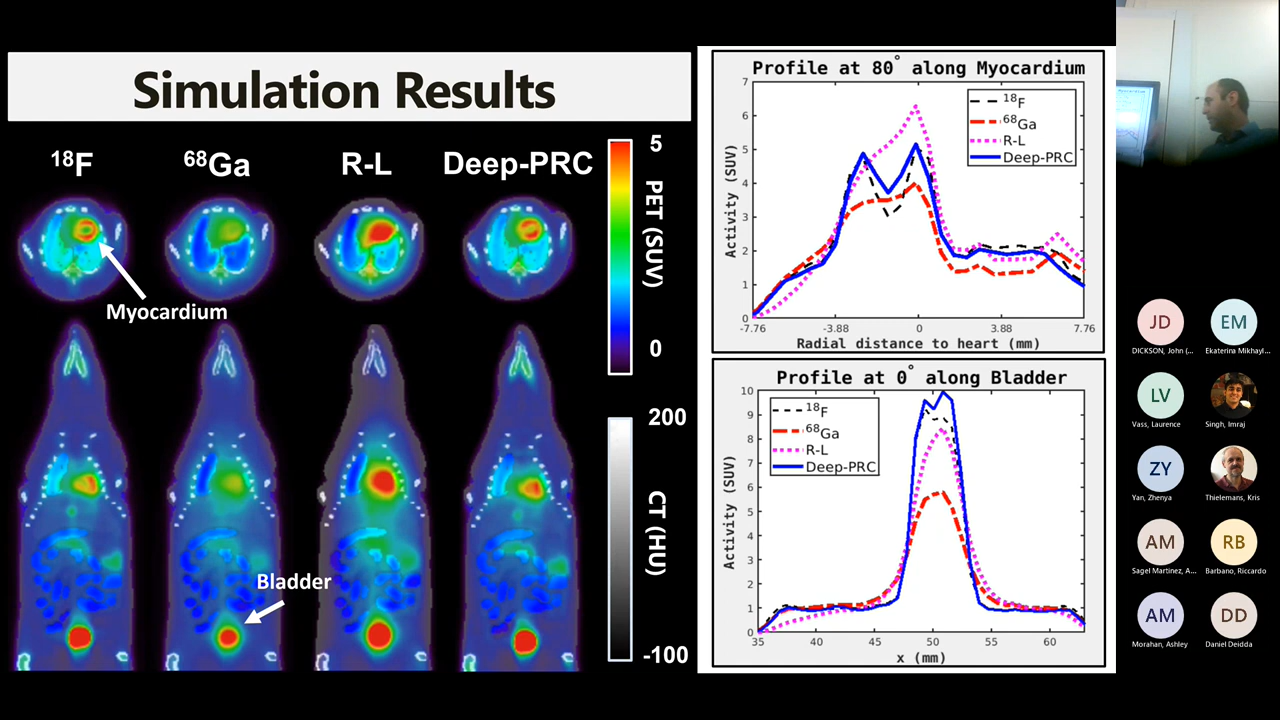 Simulation Results
18F
68Ga
R-L
Deep-PRC
5
PET (SUV)
0
Myocardium
200
CT (HU)
-100
Bladder
Profile at 80° along Myocardium
18F
68Ga
R-L
Deep-PRC
Activity (SUV)
7
6
5
4
3
2
1
0
-7.76
-3.88
0
3.88
7.76
Radial distance to heart (mm)
Profile at 0° along Bladder
18F
68Ga
R-L
Deep-PRC
Activity (SUV)
10
9
8
7
6
5
4
3
2
1
0
35
40
45
50
55
60
x (mm)
JD
DICKSON, John (...
EM
Ekaterina Mikhayl...
LV
Vass, Laurence
Singh, Imraj
ZY
Yan, Zhenya
Thielemans, Kris
AM
Sagel Martinez, A...
RB
Barbano, Riccardo
AM
Morahan, Ashley
DD
Daniel Deidda